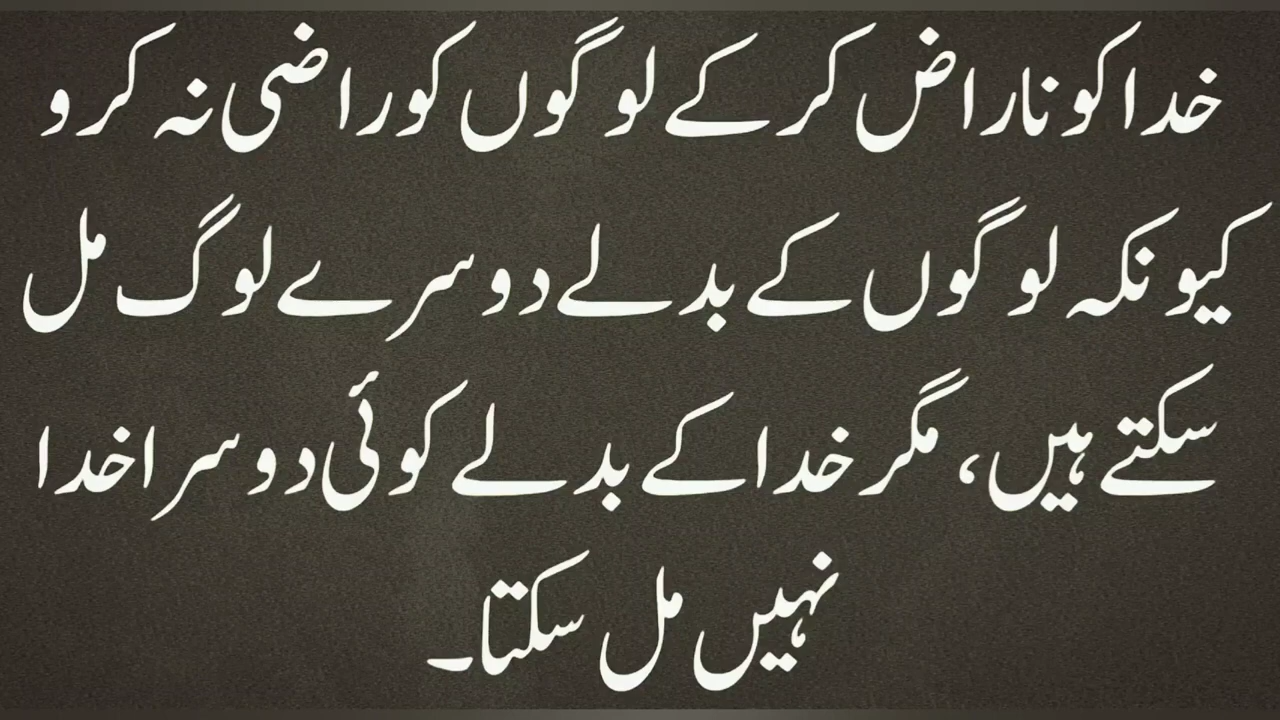 خدا کو ناراض کر کے لوگوں کو راضی نہ کرو
کیونکہ لوگوں کے بدلے دوسرے لوگ مل
سکتے ہیں، مگر خدا کے بدلے کوئی دوسرا خدا
نہیں مل سکتا۔